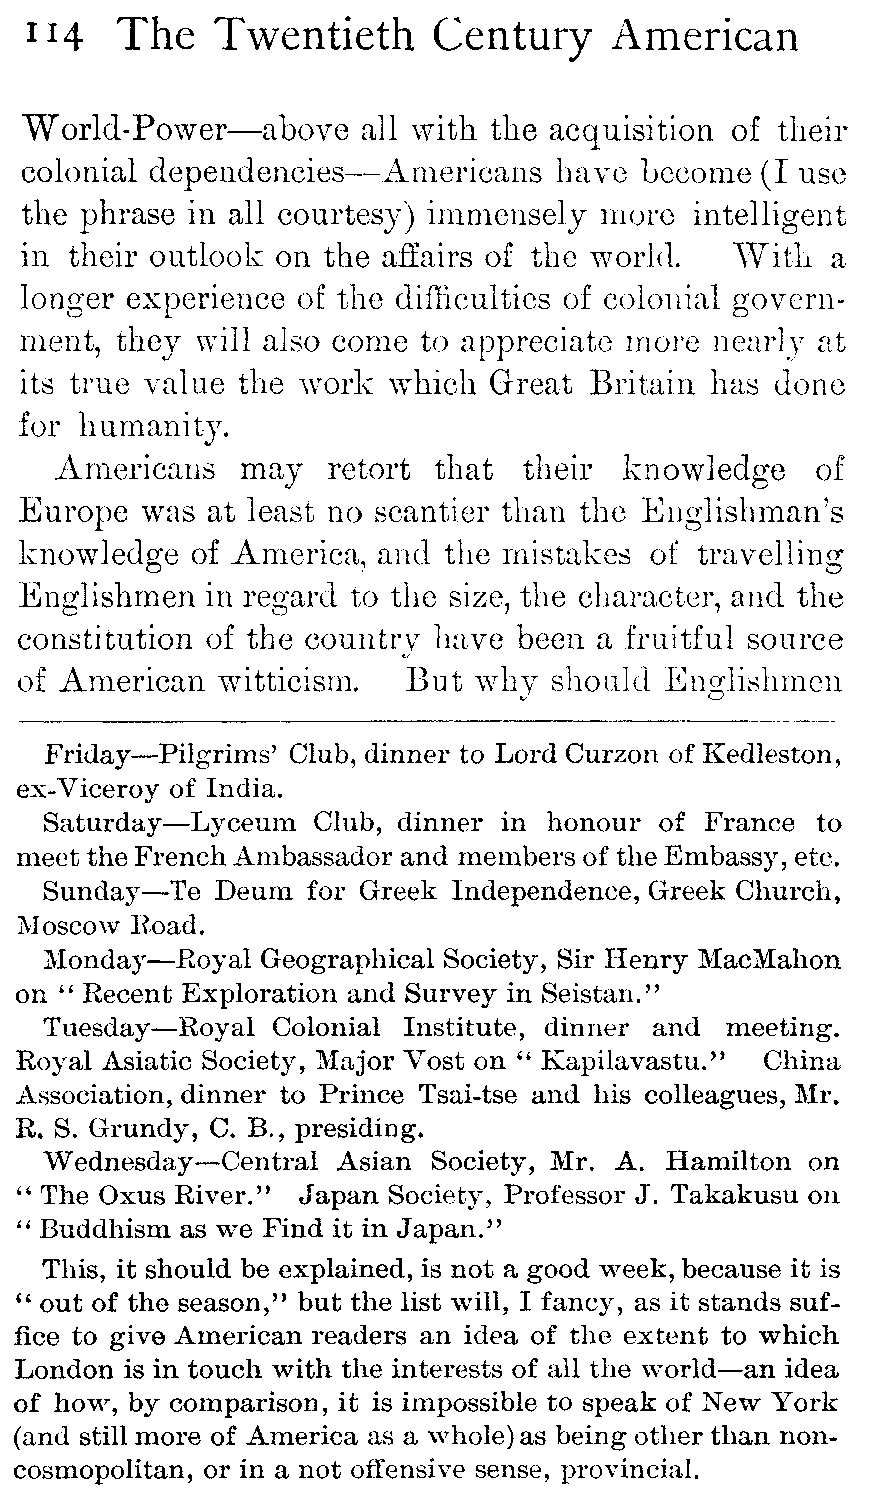 114 The Twentieth Century American
World-Power—above all with the acquisition of their
colonial dependencies—Americans have become (I use
the phrase in all courtesy) immensely more intelligent
in their outlook on the affairs of the world. With a
longer experience of the difficulties of colonial govern-
ment, they will also come to appreciate more nearly at
its true value the work which Great Britain has done
for humanity.
Americans may retort that their knowledge of
Europe was at least no scantier than the Englishman's
knowledge of America, and the mistakes of travelling
Englishmen in regard to the size, the character, and the
constitution of the country have been a fruitful source
of American witticism. But why should Englishmen
Friday—Pilgrims' Club, dinner to Lord Curzon of Kedleston,
ex-Viceroy of India.
Saturday—Lyceum Club, dinner in honour of France to
meet the French Ambassador and members of the Embassy, etc.
Sunday—Te Deum for Greek Independence, Greek Church,
Moscow Road.
Monday—Royal Geographical Society, Sir Henry MacMahon
on "Recent Exploration and Survey in Seistan."
Tuesday—Royal Colonial Institute, dinner and meeting.
Royal Asiatic Society, Major Vost on "Kapilavastu." China
Association, dinner to Prince Tsai-tse and his colleagues, Mr.
R. S. Grundy, C. B., presiding.
Wednesday—Central Asian Society, Mr. A. Hamilton on
"The Oxus River." Japan Society, Professor J. Takakusu on
"Buddhism as we Find it in Japan."
This, it should be explained, is not a good week, because it is
"out of the season," but the list will, I fancy, as it stands suf-
fice to give American readers an idea of the extent to which
London is in touch with the interests of all the world—an idea
of how, by comparison, it is impossible to speak of New York
(and still more of America as a whole) as being other than non-
cosmopolitan, or in a not offensive sense, provincial.